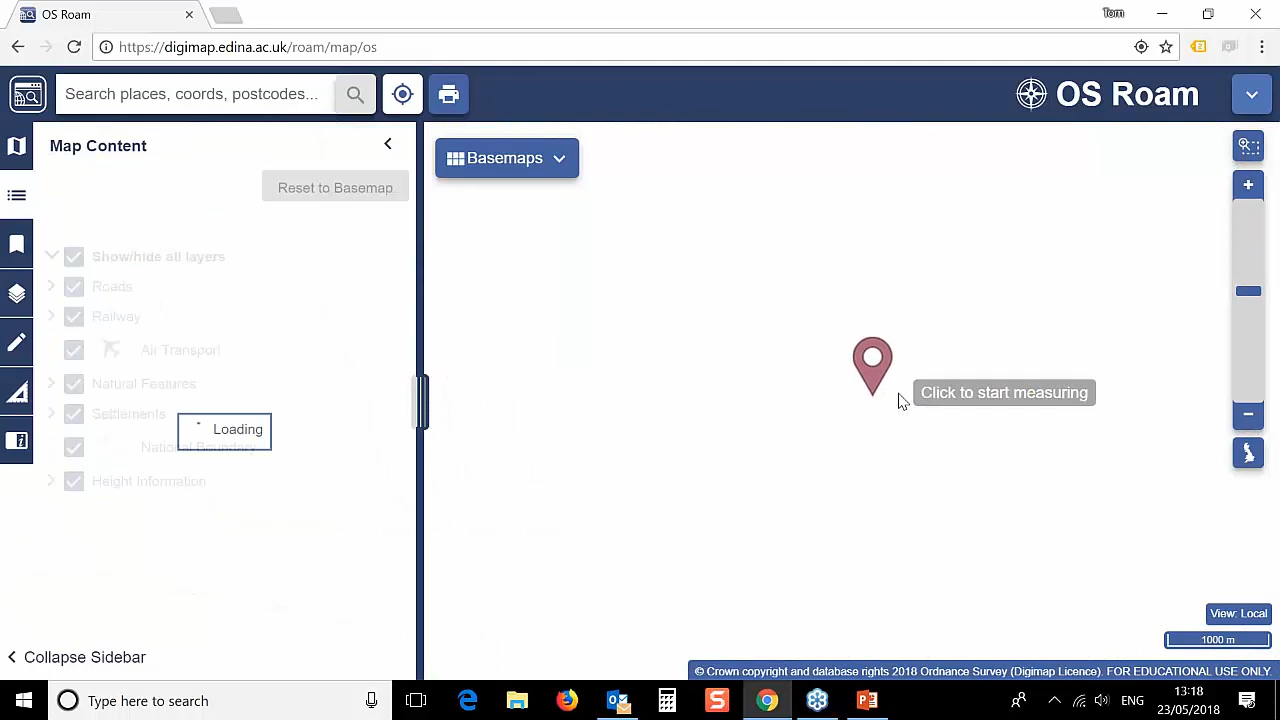 OS Roam
Tom
https://digimap.edina.ac.uk/roam/map/os
Search places, coords, postcodes...
OS Roam
Map Content
Basemaps
Reset to Basemap
Show/hide all layers
Roads
Railway
Air Transport
Natural Features
Click to start measuring
Settlements
Loading
National Boundary
Height Information
View: Local
1000 m
Collapse Sidebar
© Crown copyright and database rights 2018 Ordnance Survey (Digimap Licence). FOR EDUCATIONAL USE ONLY.
Type here to search
ENG
13:18
23/05/2018